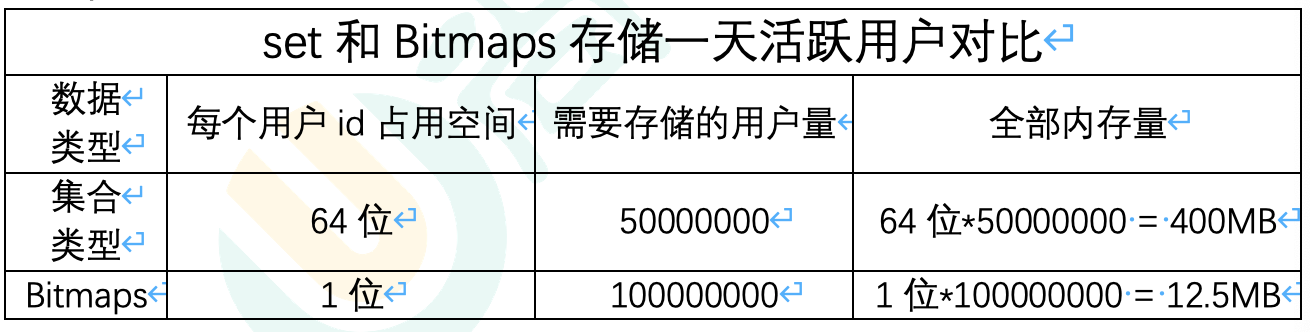 set 和 Bitmaps 存储一天活跃用户对比
数据
类型
每个用户 id 占用空间
需要存储的用户量
全部内存量
集合
类型
64 位
50000000
64 位*50000000 = 400MB
Bitmaps
1 位
100000000
1 位*100000000 = 12.5MB